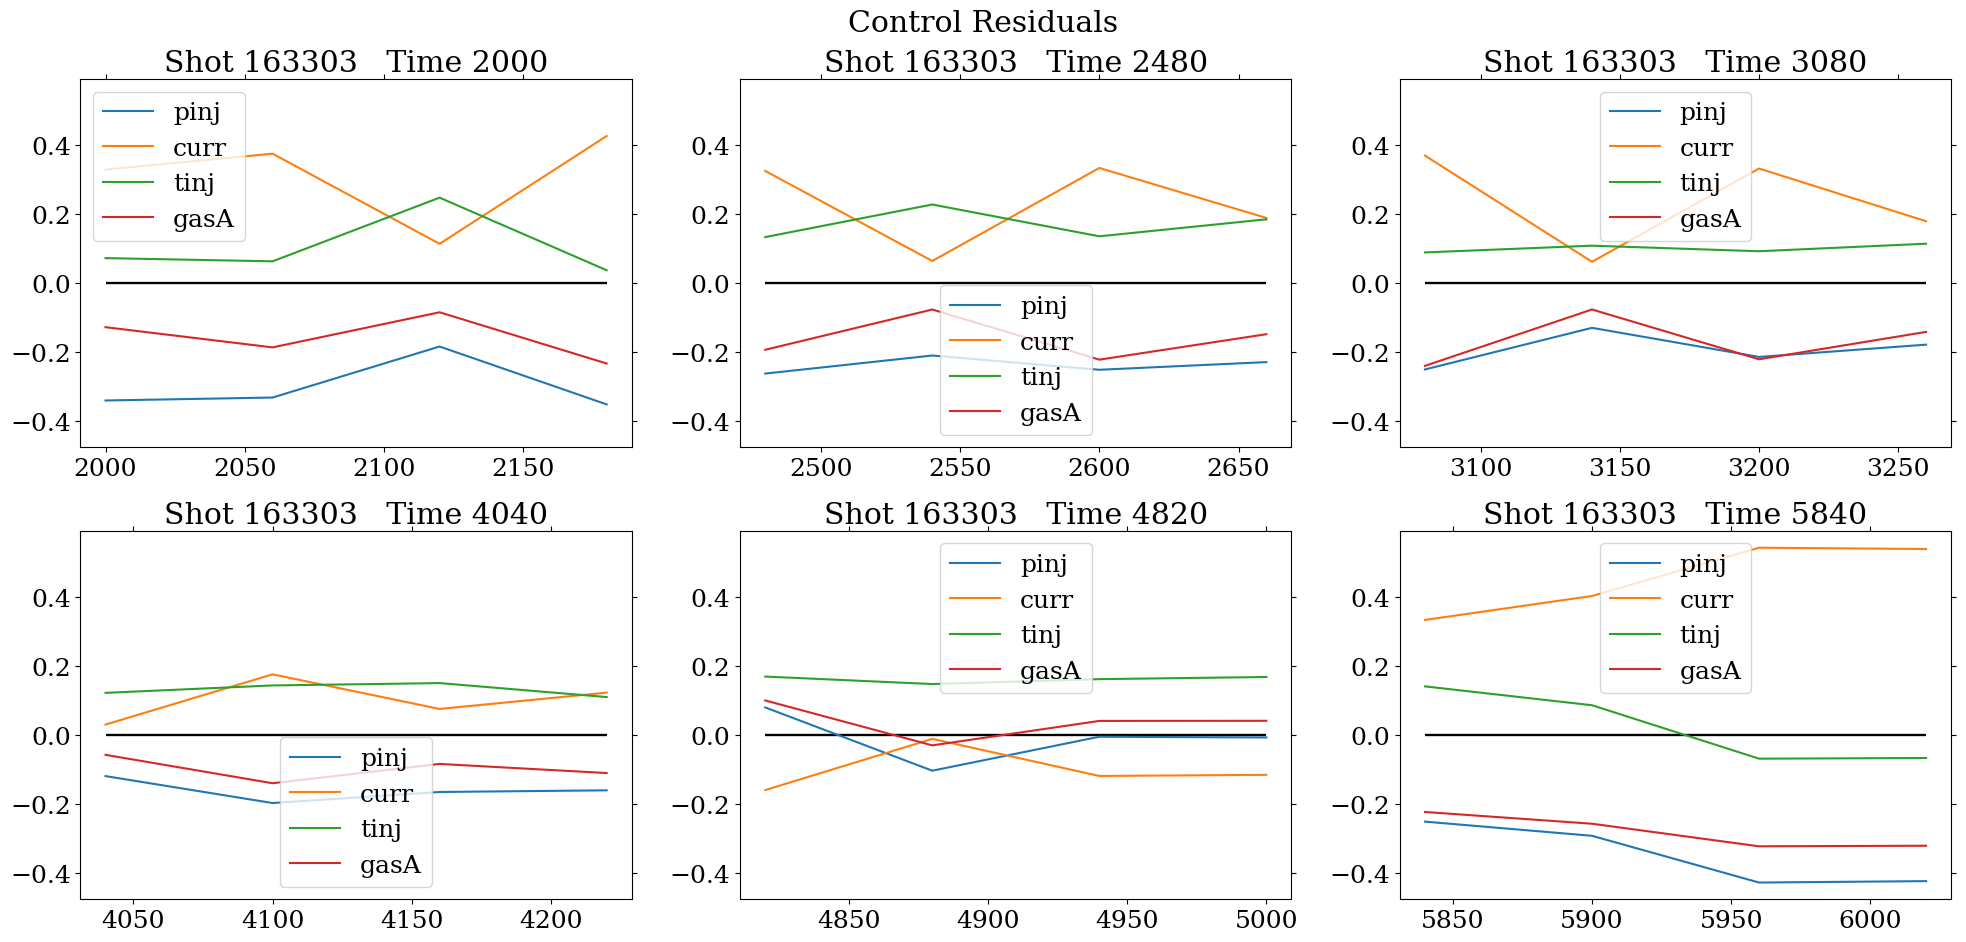 Control Residuals
Shot 163303   Time 2000
Shot 163303   Time 2480
Shot 163303   Time 3080
0.4
0.2
0.0
−0.2
−0.4
pinj
curr
tinj
gasA
2000
2050
2100
2150
0.4
0.2
0.0
−0.2
−0.4
pinj
curr
tinj
gasA
2500
2550
2600
2650
0.4
0.2
0.0
−0.2
−0.4
pinj
curr
tinj
gasA
3100
3150
3200
3250
Shot 163303   Time 4040
Shot 163303   Time 4820
Shot 163303   Time 5840
0.4
0.2
0.0
−0.2
−0.4
pinj
curr
tinj
gasA
4050
4100
4150
4200
0.4
0.2
0.0
−0.2
−0.4
pinj
curr
tinj
gasA
4850
4900
4950
5000
0.4
0.2
0.0
−0.2
−0.4
pinj
curr
tinj
gasA
5850
5900
5950
6000